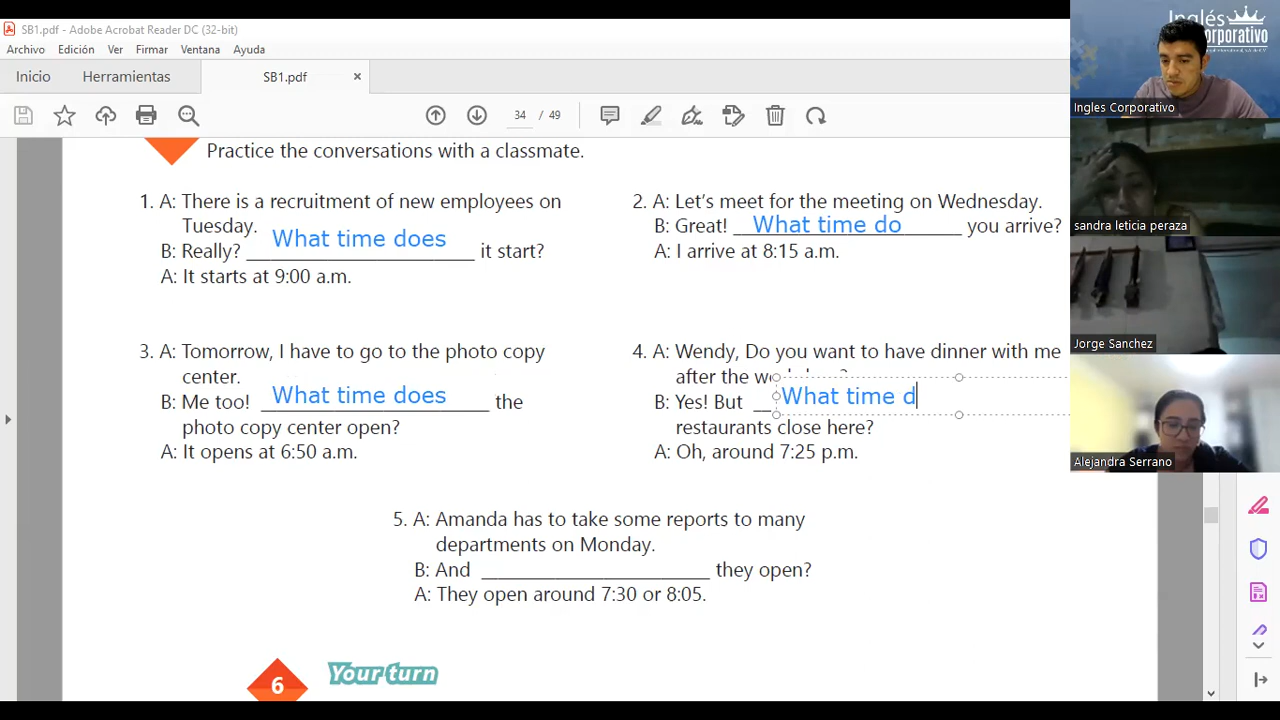 SB1.pdf - Adobe Acrobat Reader DC (32-bit)
Archivo Edición Ver Firmar Ventana Ayuda
Inicio Herramientas SB1.pdf ×
34 / 49
Practice the conversations with a classmate.
1. A: There is a recruitment of new employees on
Tuesday.
B: Really? What time does it start?
A: It starts at 9:00 a.m.
2. A: Let's meet for the meeting on Wednesday.
B: Great! What time do you arrive?
A: I arrive at 8:15 a.m.
3. A: Tomorrow, I have to go to the photo copy
center.
B: Me too! What time does the
photo copy center open?
A: It opens at 6:50 a.m.
4. A: Wendy, Do you want to have dinner with me
after the
B: Yes! But What time d
restaurants close here?
A: Oh, around 7:25 p.m.
5. A: Amanda has to take some reports to many
departments on Monday.
B: And ______ they open?
A: They open around 7:30 or 8:05.
6 Your turn
Inglés
Corporativo
Ingles Corporativo
sandra leticia peraza
Jorge Sanchez
Alejandra Serrano